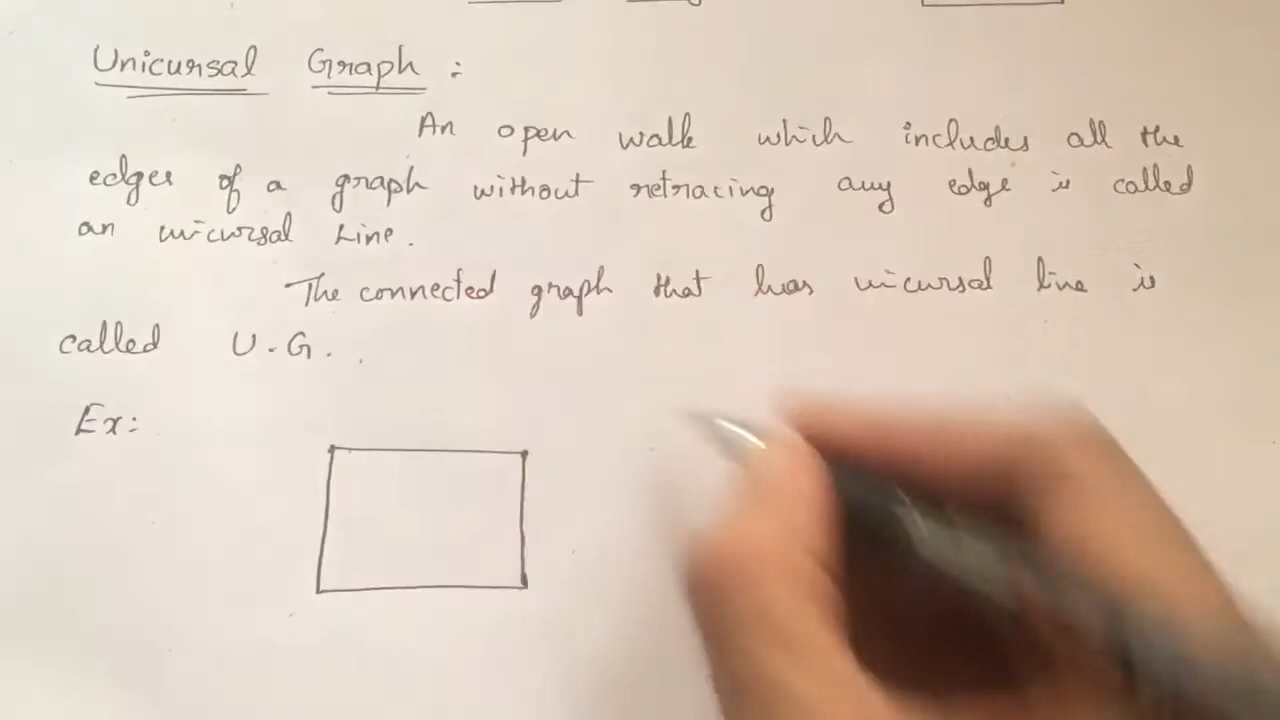 Unicursal Graph :
An open walk which includes all the
edges of a graph without retracing any edge is called
an unicursal Line.
The connected graph that has unicursal line is
called U.G..
Ex: